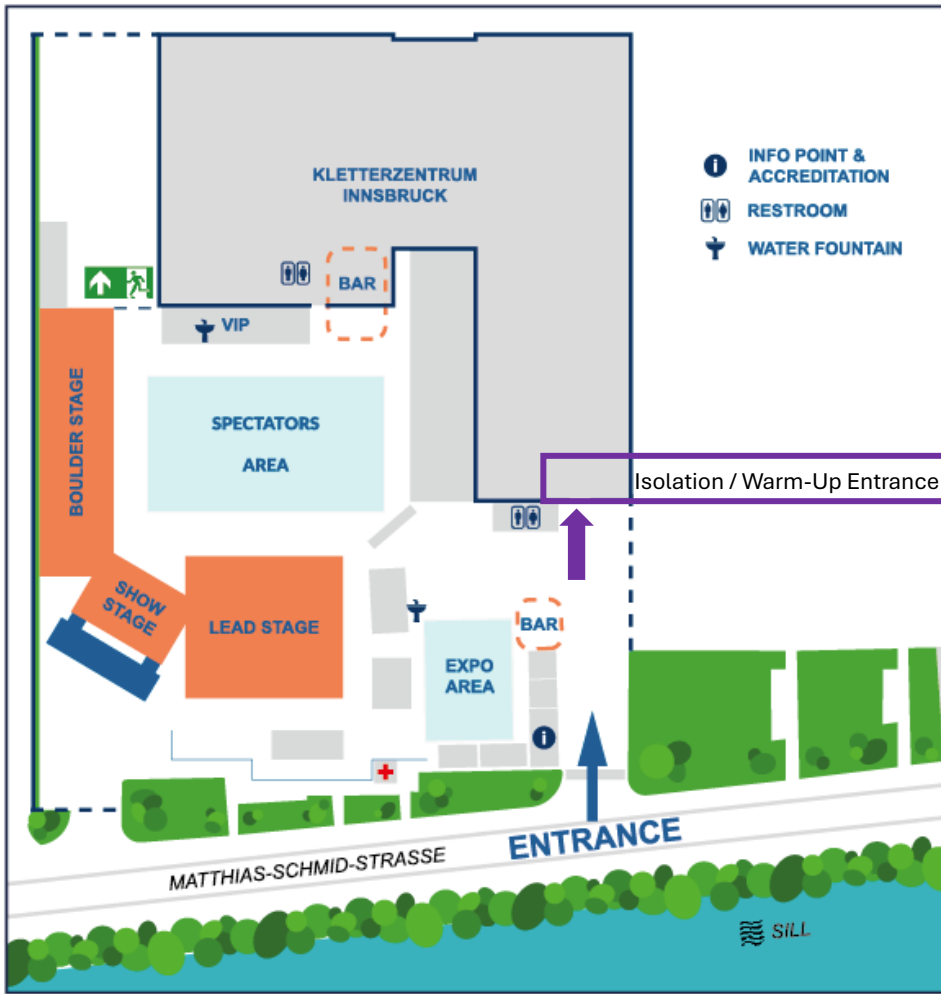 KLETTERZENTRUM
INNSBRUCK
i
INFO POINT &
ACCREDITATION
RESTROOM
WATER FOUNTAIN
BAR
VIP
BOULDER STAGE
SPECTATORS
AREA
Isolation / Warm-Up Entrance
SHOW
STAGE
LEAD STAGE
BAR
EXPO
AREA
i
ENTRANCE
MATTHIAS-SCHMID-STRASSE
SILL